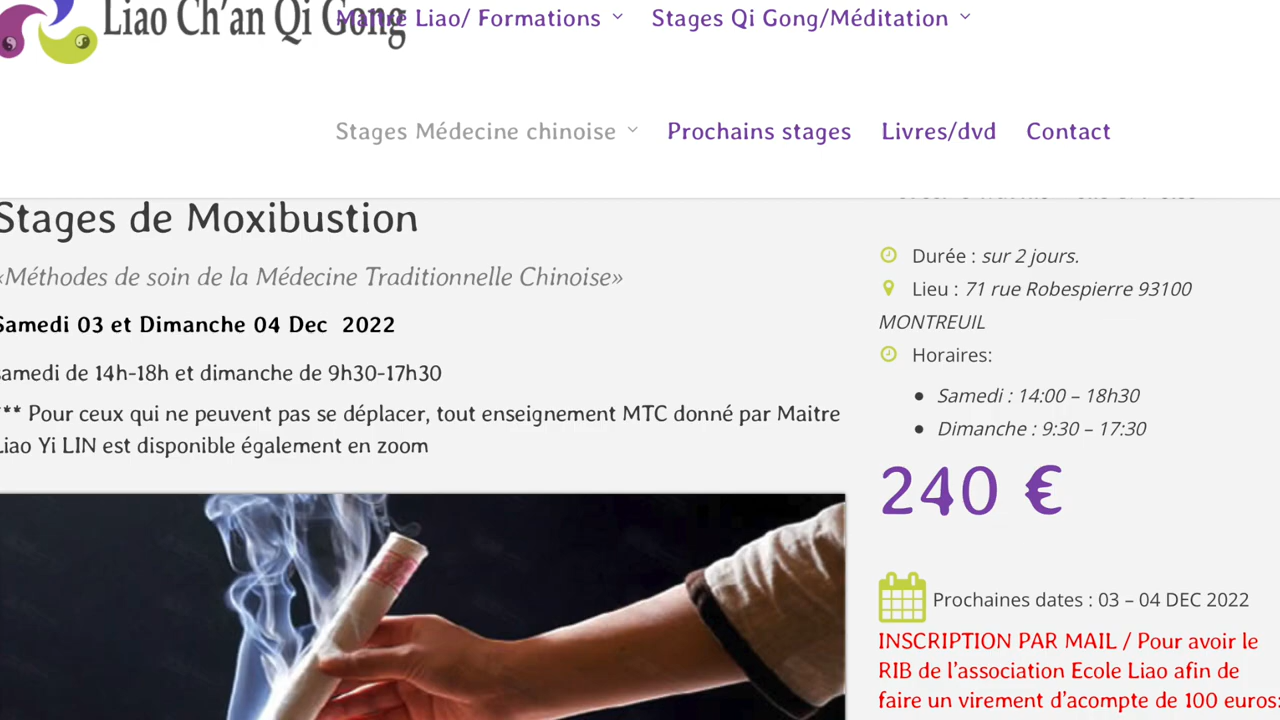 Liao Ch'an Qi Gong
Maitre Liao/ Formations
Stages Qi Gong/Méditation
Stages Médecine chinoise
Prochains stages
Livres/dvd
Contact
Stages de Moxibustion
«Méthodes de soin de la Médecine Traditionnelle Chinoise»
Samedi 03 et Dimanche 04 Dec 2022
samedi de 14h-18h et dimanche de 9h30-17h30
*** Pour ceux qui ne peuvent pas se déplacer, tout enseignement MTC donné par Maitre
Liao Yi LIN est disponible également en zoom
Durée : sur 2 jours.
Lieu : 71 rue Robespierre 93100
MONTREUIL
Horaires:
• Samedi : 14:00 – 18h30
• Dimanche : 9:30 – 17:30
240 €
Prochaines dates : 03 – 04 DEC 2022
INSCRIPTION PAR MAIL / Pour avoir le
RIB de l'association Ecole Liao afin de
faire un virement d'acompte de 100 euros: